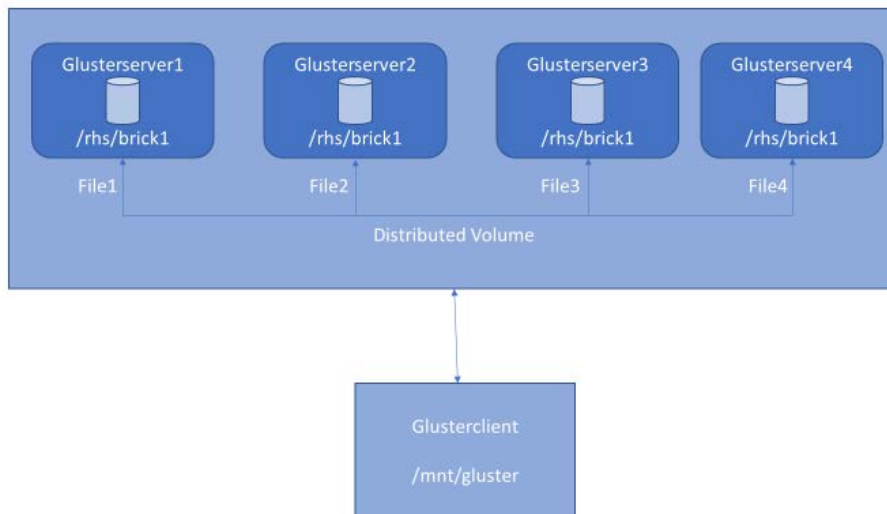 Glusterserver1
/rhs/brick1
Glusterserver2
/rhs/brick1
Glusterserver3
/rhs/brick1
Glusterserver4
/rhs/brick1
File1
File2
File3
File4
Distributed Volume
Glusterclient
/mnt/gluster